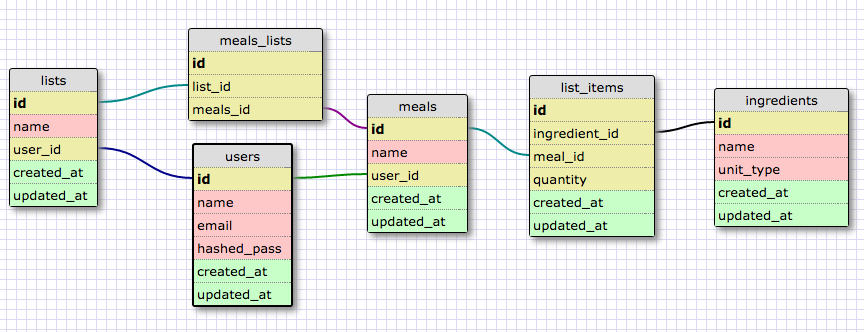 lists
id
name
user_id
created_at
updated_at
meals_lists
id
list_id
meals_id
users
id
name
email
hashed_pass
created_at
updated_at
meals
id
name
user_id
created_at
updated_at
list_items
id
ingredient_id
meal_id
quantity
created_at
updated_at
ingredients
id
name
unit_type
created_at
updated_at